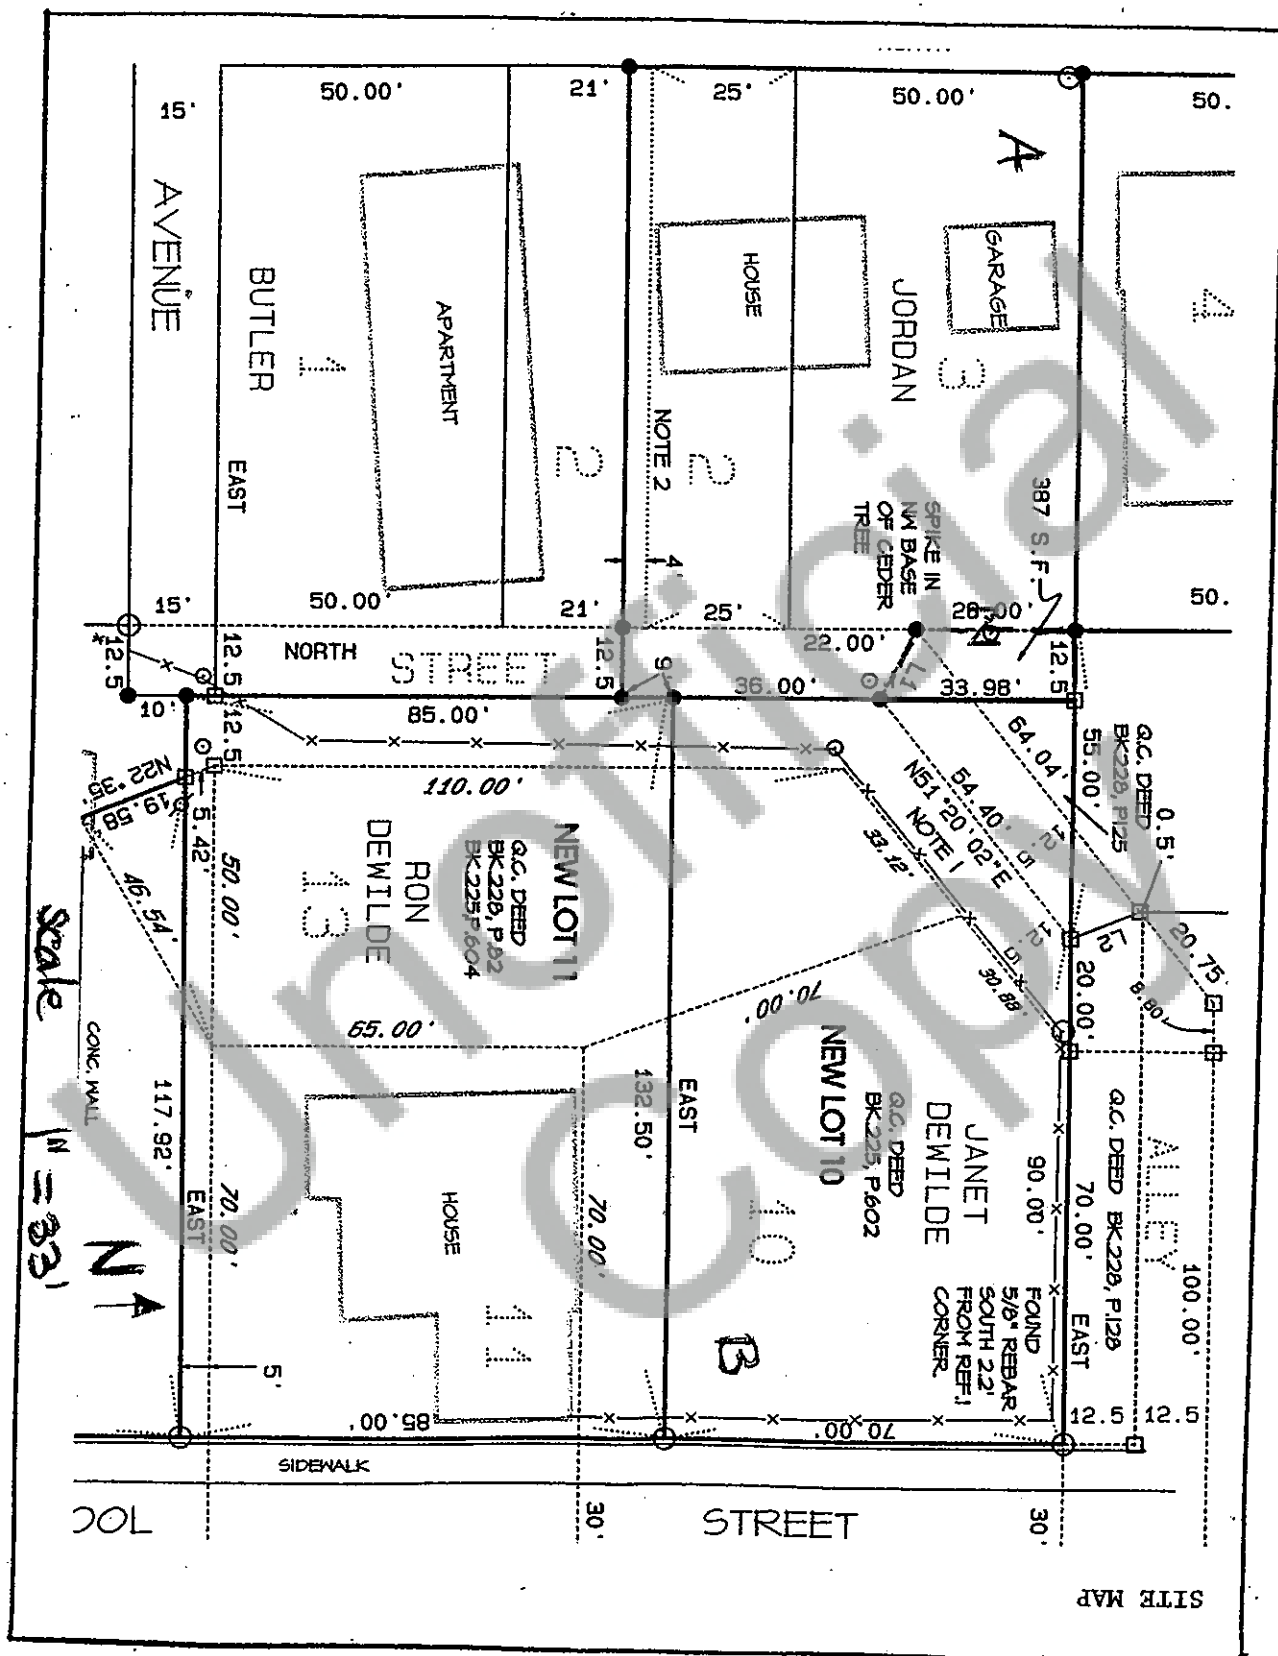 SITE MAP
50.
50.00'
25'
21'
50.00'
15'
A
4
GARAGE
HOUSE
JORDAN
3
APARTMENT
BUTLER
1
AVENUE
2
2
NOTE 2
EAST
387 S.F.
SPIKE IN
NW BASE
OF CEDER
TREE
4'
50.
22.00'
25'
21'
50.00'
15'
12.5
12.5
12.5
*12.5
NORTH
STREET
9'
L1
33.98'
36.00'
85.00'
10'
*12.5
Q.C. DEED
BK.228, P.125
55.00'
64.04'
54.40'
N51°20'02"E
NOTE 1
12.5
12.5
0.5'
L2
20.75
8.80'
20.00'
33.12'
30.88'
110.00'
N22°35'
19.58
5.42'
46.54'
50.00'
NEW LOT 11
Q.C. DEED
BK.228, P.82
BK.225, P.604
RON
DEWILDE
13
70.00'
65.00'
CONC. WALL
117.92'
EAST
70.00'
HOUSE
11
132.50'
EAST
70.00'
NEW LOT 10
Q.C. DEED
BK.225, P.602
JANET
DEWILDE
10
90.00'
70.00'
EAST
Q.C. DEED BK.228, P.128
ALLEY
100.00'
FOUND
5/8" REBAR
SOUTH 2.2'
FROM REF.1
CORNER.
B
12.5
12.5
70.00'
85.00'
5'
SIDEWALK
30'
30'
STREET
OOL
N
Scale 1" = 33'
Unofficial
Copy